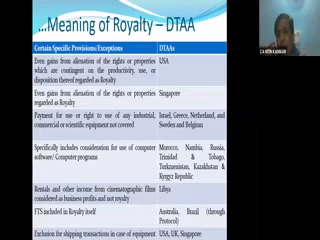 ...Meaning of Royalty – DTAA
Certain Specific Provisions/Exceptions DTAAs
Even gains from alienation of the rights or properties USA
which are contingent on the productivity, use, or
disposition thereof regarded as Royalty
Even gains from alienation of the rights or properties Singapore
regarded as Royalty
Payment for use or right to use of any industrial, Israel, Greece, Netherland, and
commercial or scientific equipment not covered Sweden and Belgium
Specifically includes consideration for use of computer Morocco, Nambia, Russia,
software/ Computer programs Trinidad & Tobago,
Turkmenistan, Kazakhstan &
Kyrgyz Republic
Rentals and other income from cinematographic films Libya
considered as business profits and not royalty
FTS included in Royalty itself Australia, Brazil (through
Protocol)
Exclusion for shipping transactions in case of equipment USA, UK, Singapore